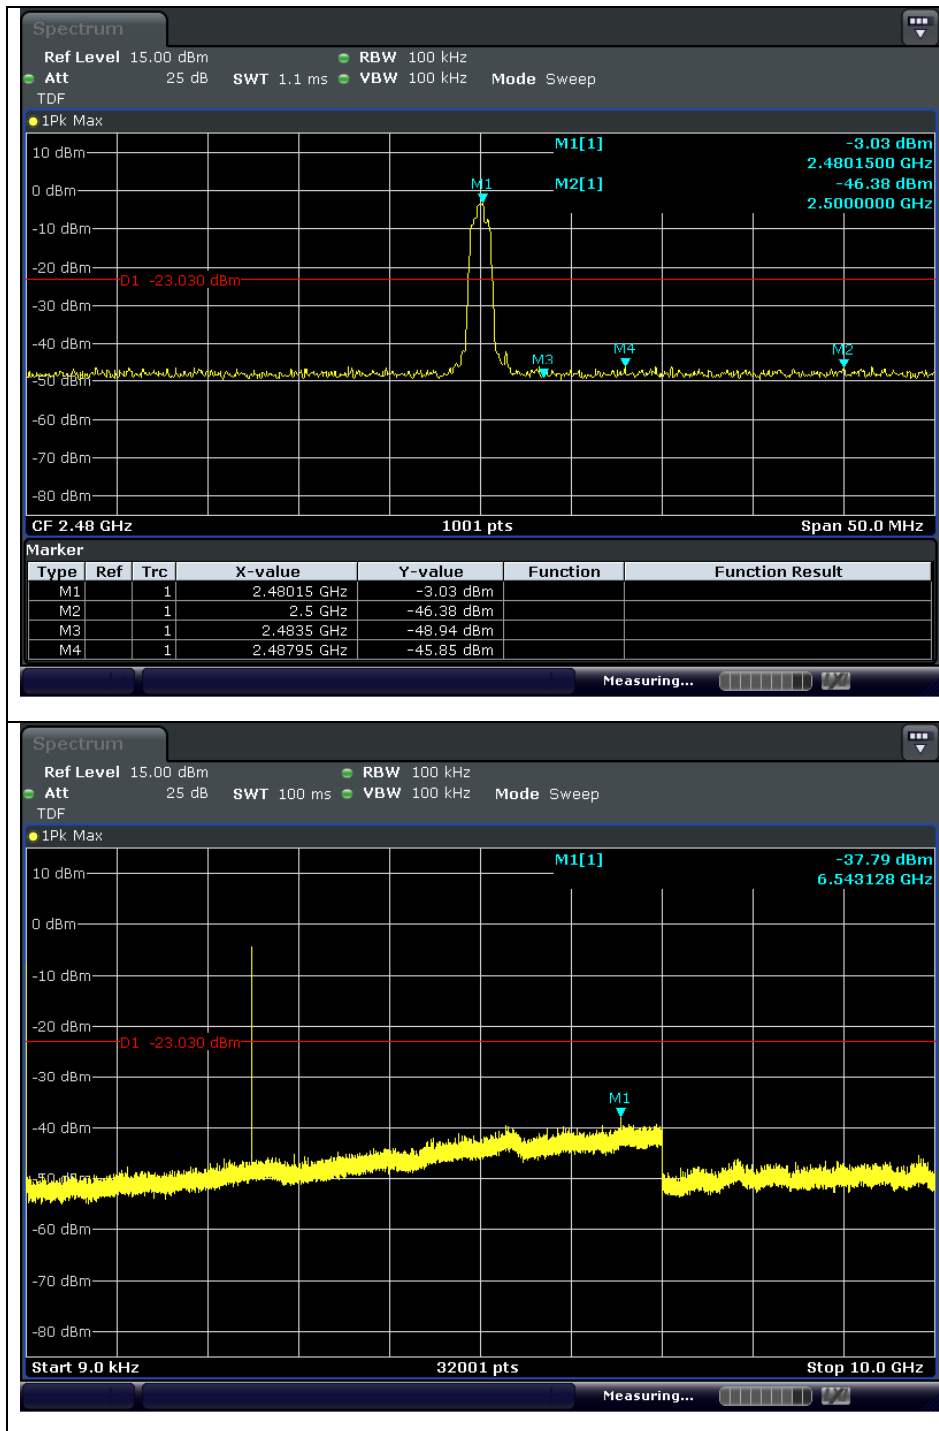 Spectrum
Ref Level 15.00 dBm RBW 100 kHz
Att 25 dB SWT 1.1 ms VBW 100 kHz Mode Sweep
TDF
1Pk Max
M1[1] -3.03 dBm
2.4801500 GHz
M2[1] -46.38 dBm
2.5000000 GHz
10 dBm
0 dBm
M1
-10 dBm
-20 dBm
D1 -23.030 dBm
-30 dBm
-40 dBm
M3 M4 M2
-50 dBm
-60 dBm
-70 dBm
-80 dBm
CF 2.48 GHz 1001 pts Span 50.0 MHz
Marker
Type Ref Trc X-value Y-value Function Function Result
M1 1 2.48015 GHz -3.03 dBm
M2 1 2.5 GHz -46.38 dBm
M3 1 2.4835 GHz -48.94 dBm
M4 1 2.48795 GHz -45.85 dBm
Measuring...
Spectrum
Ref Level 15.00 dBm RBW 100 kHz
Att 25 dB SWT 100 ms VBW 100 kHz Mode Sweep
TDF
1Pk Max
M1[1] -37.79 dBm
6.543128 GHz
10 dBm
0 dBm
-10 dBm
-20 dBm
D1 -23.030 dBm
-30 dBm
M1
-40 dBm
-50 dBm
-60 dBm
-70 dBm
-80 dBm
Start 9.0 kHz 32001 pts Stop 10.0 GHz
Measuring...